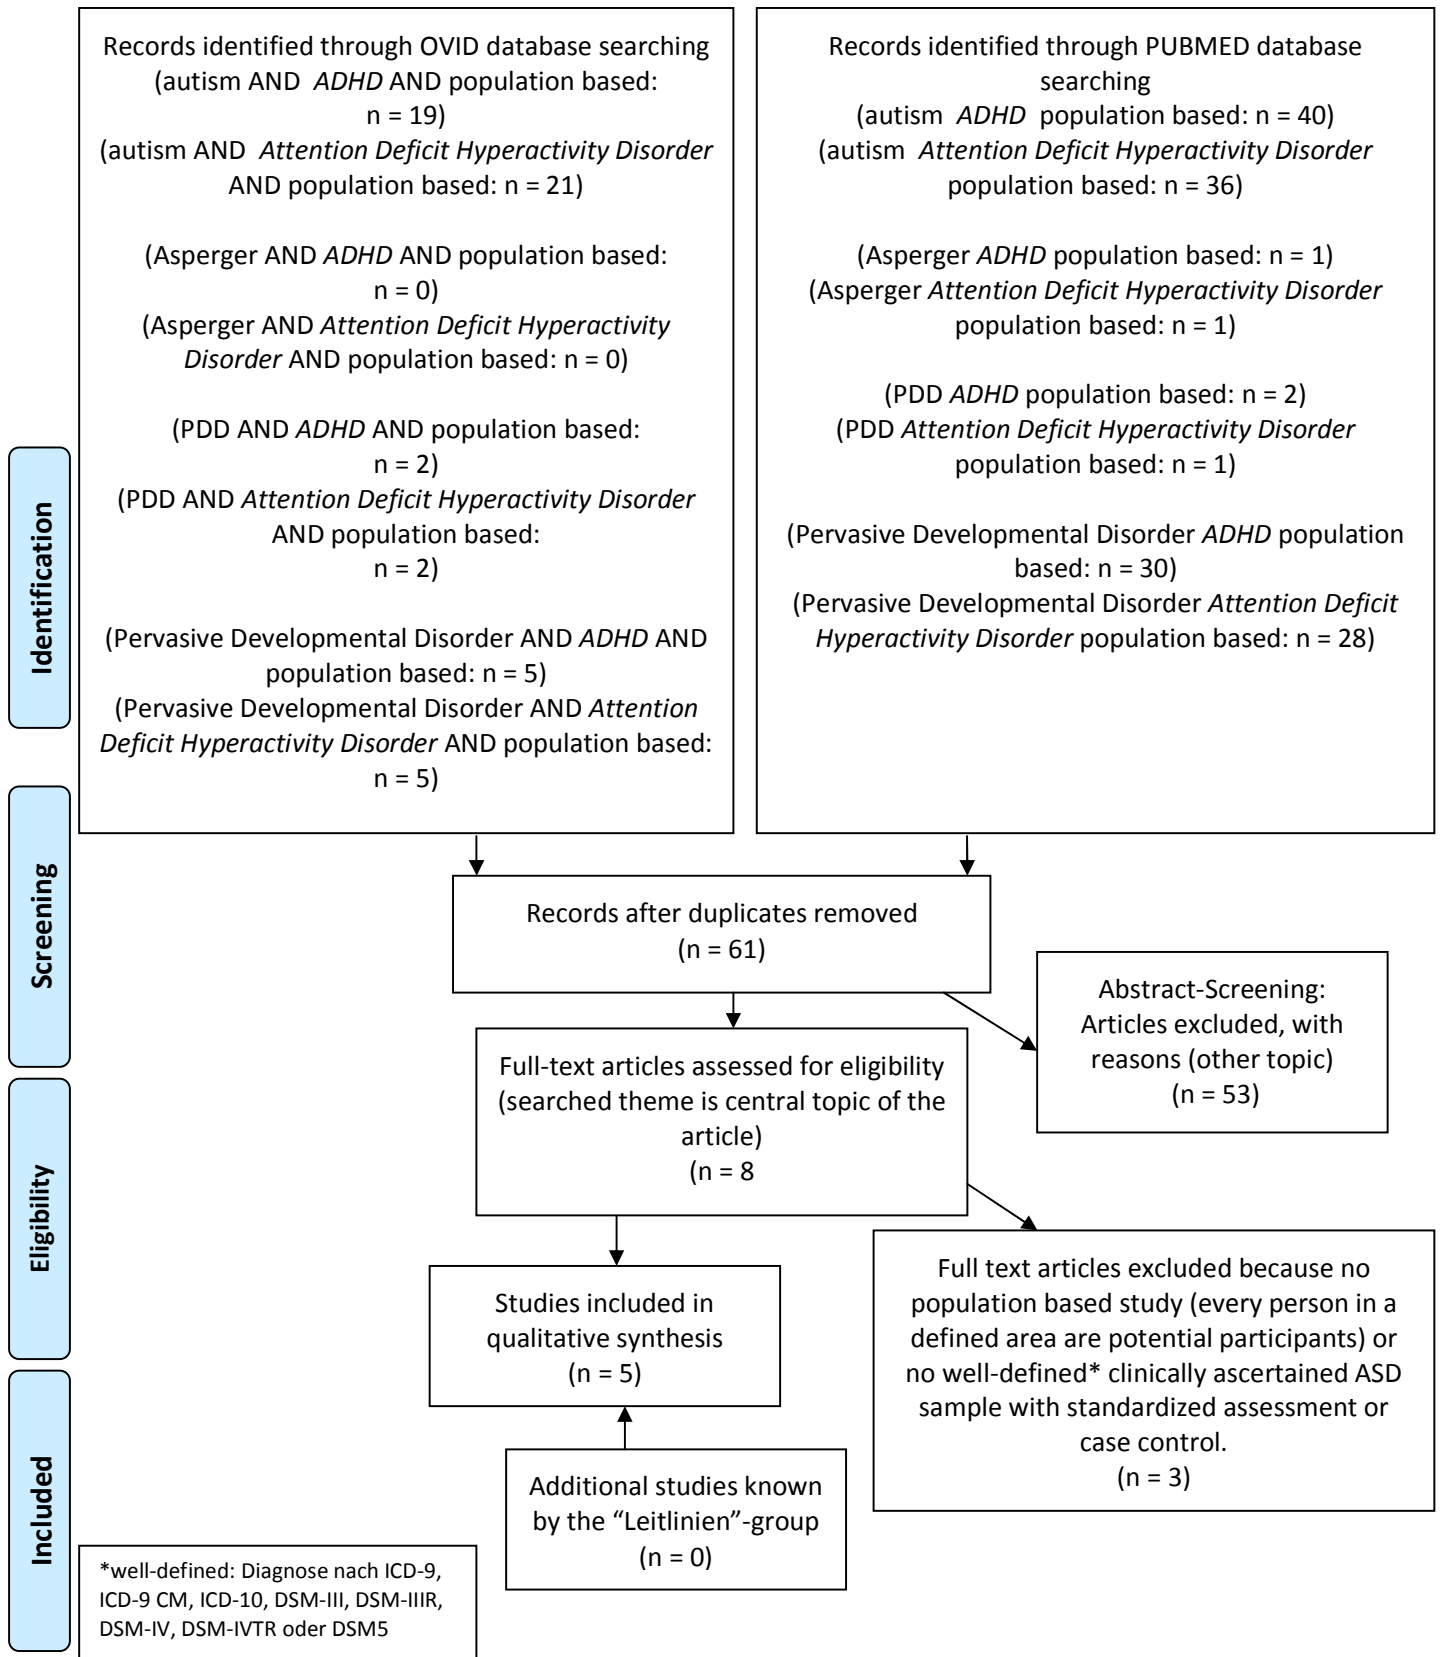 Records identified through OVID database searching
(autism AND ADHD AND population based:
n = 19)
(autism AND Attention Deficit Hyperactivity Disorder
AND population based: n = 21)
(Asperger AND ADHD AND population based:
n = 0)
(Asperger AND Attention Deficit Hyperactivity
Disorder AND population based: n = 0)
(PDD AND ADHD AND population based:
n = 2)
(PDD AND Attention Deficit Hyperactivity Disorder
AND population based:
n = 2)
(Pervasive Developmental Disorder AND ADHD AND
population based: n = 5)
(Pervasive Developmental Disorder AND Attention
Deficit Hyperactivity Disorder AND population based:
n = 5)
Records identified through PUBMED database
searching
(autism ADHD population based: n = 40)
(autism Attention Deficit Hyperactivity Disorder
population based: n = 36)
(Asperger ADHD population based: n = 1)
(Asperger Attention Deficit Hyperactivity Disorder
population based: n = 1)
(PDD ADHD population based: n = 2)
(PDD Attention Deficit Hyperactivity Disorder
population based: n = 1)
(Pervasive Developmental Disorder ADHD population
based: n = 30)
(Pervasive Developmental Disorder Attention Deficit
Hyperactivity Disorder population based: n = 28)
Identification
Screening
Records after duplicates removed
(n = 61)
Abstract-Screening:
Articles excluded, with
reasons (other topic)
(n = 53)
Full-text articles assessed for eligibility
(searched theme is central topic of the
article)
(n = 8
Eligibility
Full text articles excluded because no
population based study (every person in a
defined area are potential participants) or
no well-defined* clinically ascertained ASD
sample with standardized assessment or
case control.
(n = 3)
Studies included in
qualitative synthesis
(n = 5)
Included
Additional studies known
by the “Leitlinien”-group
(n = 0)
*well-defined: Diagnose nach ICD-9,
ICD-9 CM, ICD-10, DSM-III, DSM-IIIR,
DSM-IV, DSM-IVTR oder DSM5